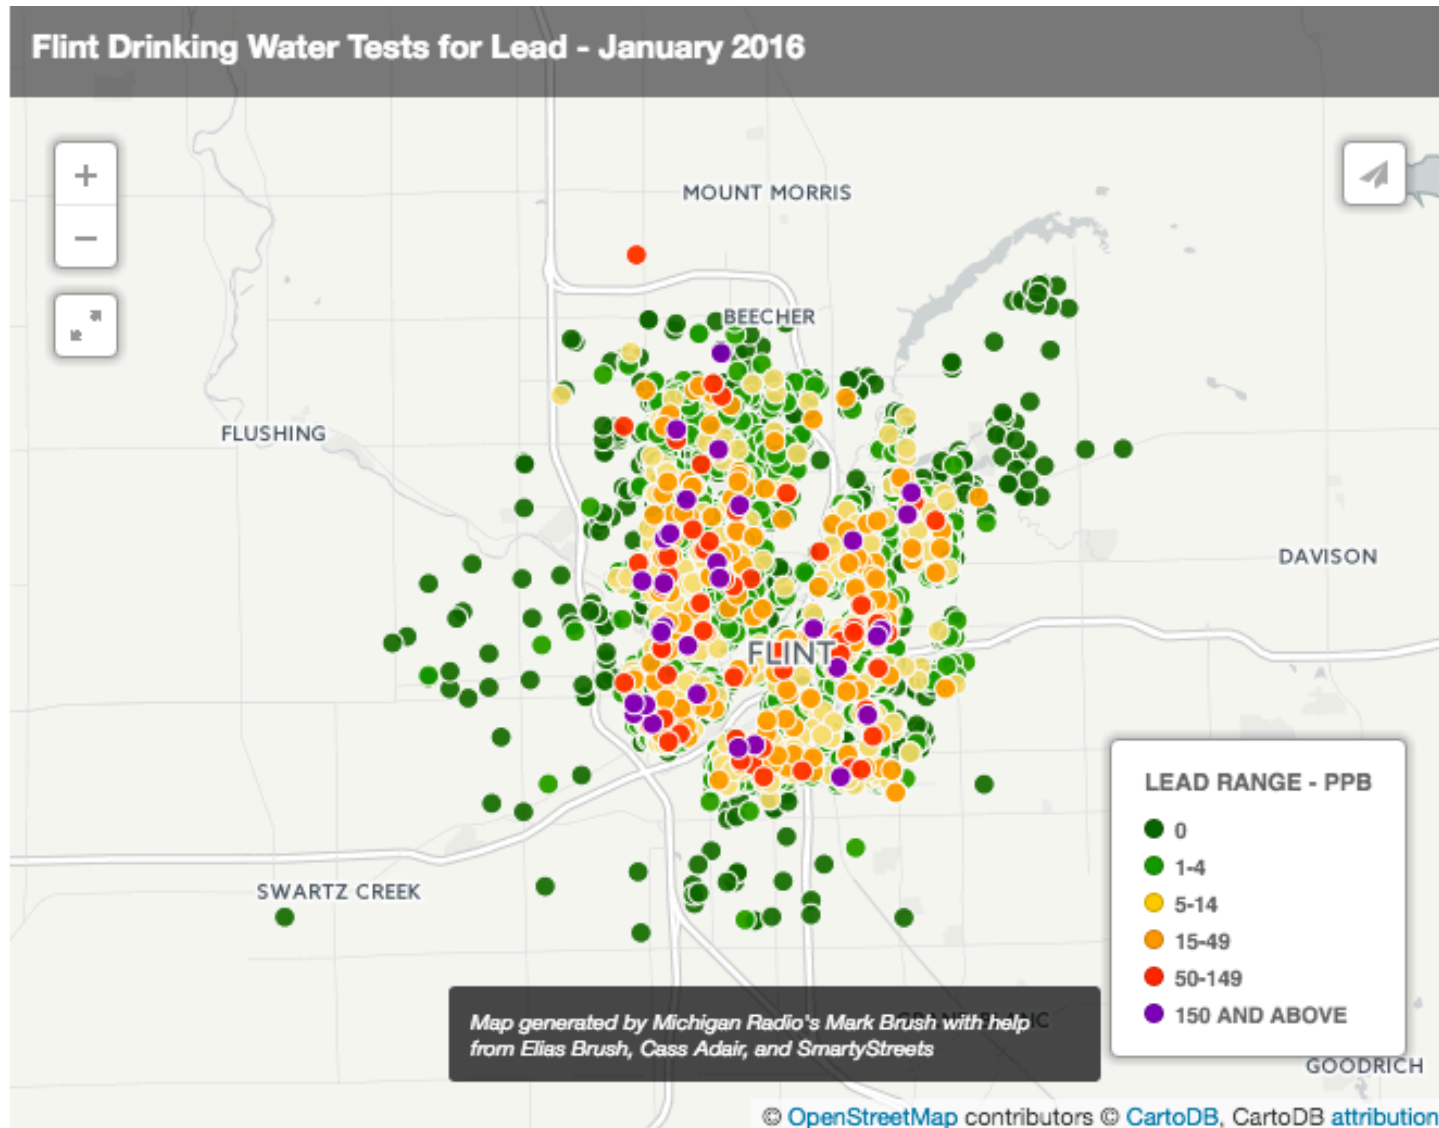 Flint Drinking Water Tests for Lead - January 2016
+
−
MOUNT MORRIS
BEECHER
FLUSHING
DAVISON
FLINT
LEAD RANGE - PPB
0
1-4
5-14
15-49
50-149
150 AND ABOVE
SWARTZ CREEK
Map generated by Michigan Radio's Mark Brush with help
from Elias Brush, Cass Adair, and SmartyStreets
GOODRICH
© OpenStreetMap contributors © CartoDB, CartoDB attribution